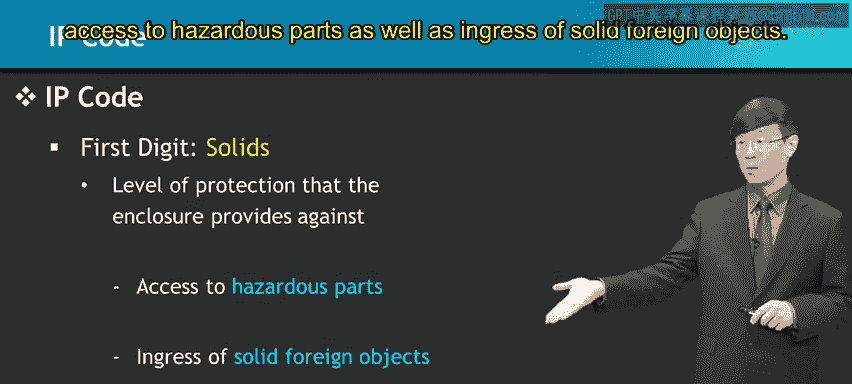 access to hazardous parts as well as ingress of solid foreign objects.
IP Code
❖ IP Code
▪ First Digit: Solids
• Level of protection that the
enclosure provides against
- Access to hazardous parts
- Ingress of solid foreign objects